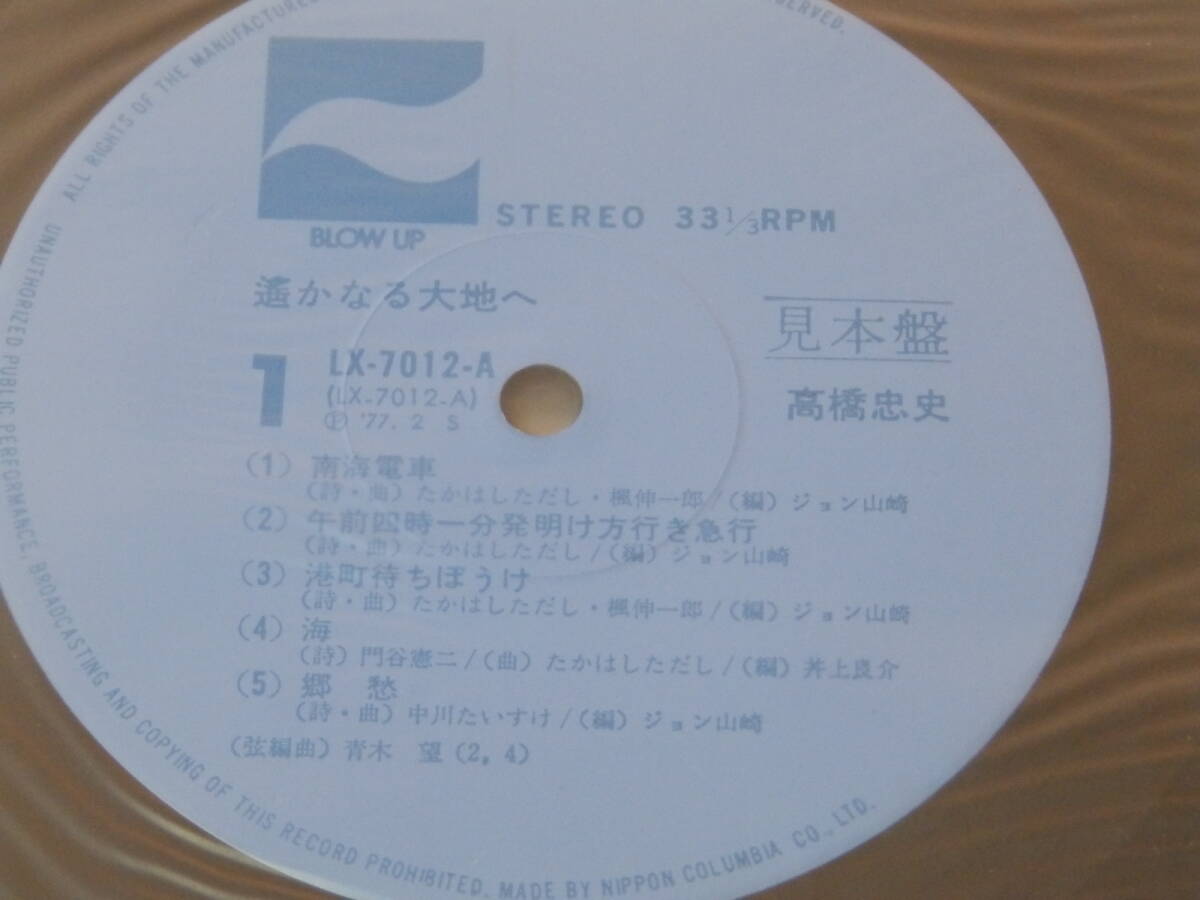 BLOW UP
STEREO 33 1/3 RPM
遙かなる大地へ
見本盤
1
LX-7012-A
(LX-7012-A)
Ⓟ '77. 2 S
高橋忠史
(1) 南海電車
(詩・曲) たかはしただし・楓伸一郎/(編) ジョン山崎
(2) 午前四時一分発明け方行き急行
(詩・曲) たかはしただし/(編) ジョン山崎
(3) 港町待ちぼうけ
(詩・曲) たかはしただし・楓伸一郎/(編) ジョン山崎
(4) 海
(詩) 門谷憲二/(曲) たかはしただし/(編) 井上良介
(5) 郷 愁
(詩・曲) 中川たいすけ/(編) ジョン山崎
(弦編曲) 青木 望 (2, 4)
ALL RIGHTS OF THE MANUFACTURES
RESERVED.
UNAUTHORIZED PUBLIC PERFORMANCE, BROADCASTING AND COPYING OF THIS RECORD PROHIBITED. MADE BY NIPPON COLUMBIA CO., LTD.